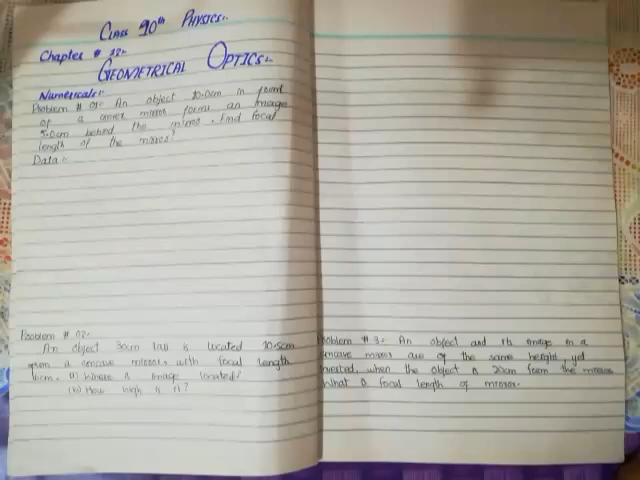 Class 10th Physics:.
Chapter # 12:.
Geometrical Optics:.
Numericals:.
Problem # 01:. An object 10.0cm in front
of a convex mirror forms an image
5.0cm behind the mirror. Find focal
length of the mirror?
Data:.
Problem # 02:.
An object 30cm tall is located 10.5cm
from a concave mirror, with focal length
16cm. (i) Where is image located?
(ii) How high is it?
Problem # 3:. An object and its image in a
concave mirror are of the same height, yet
inverted, when the object is 20cm form the mirror.
What is focal length of mirror.